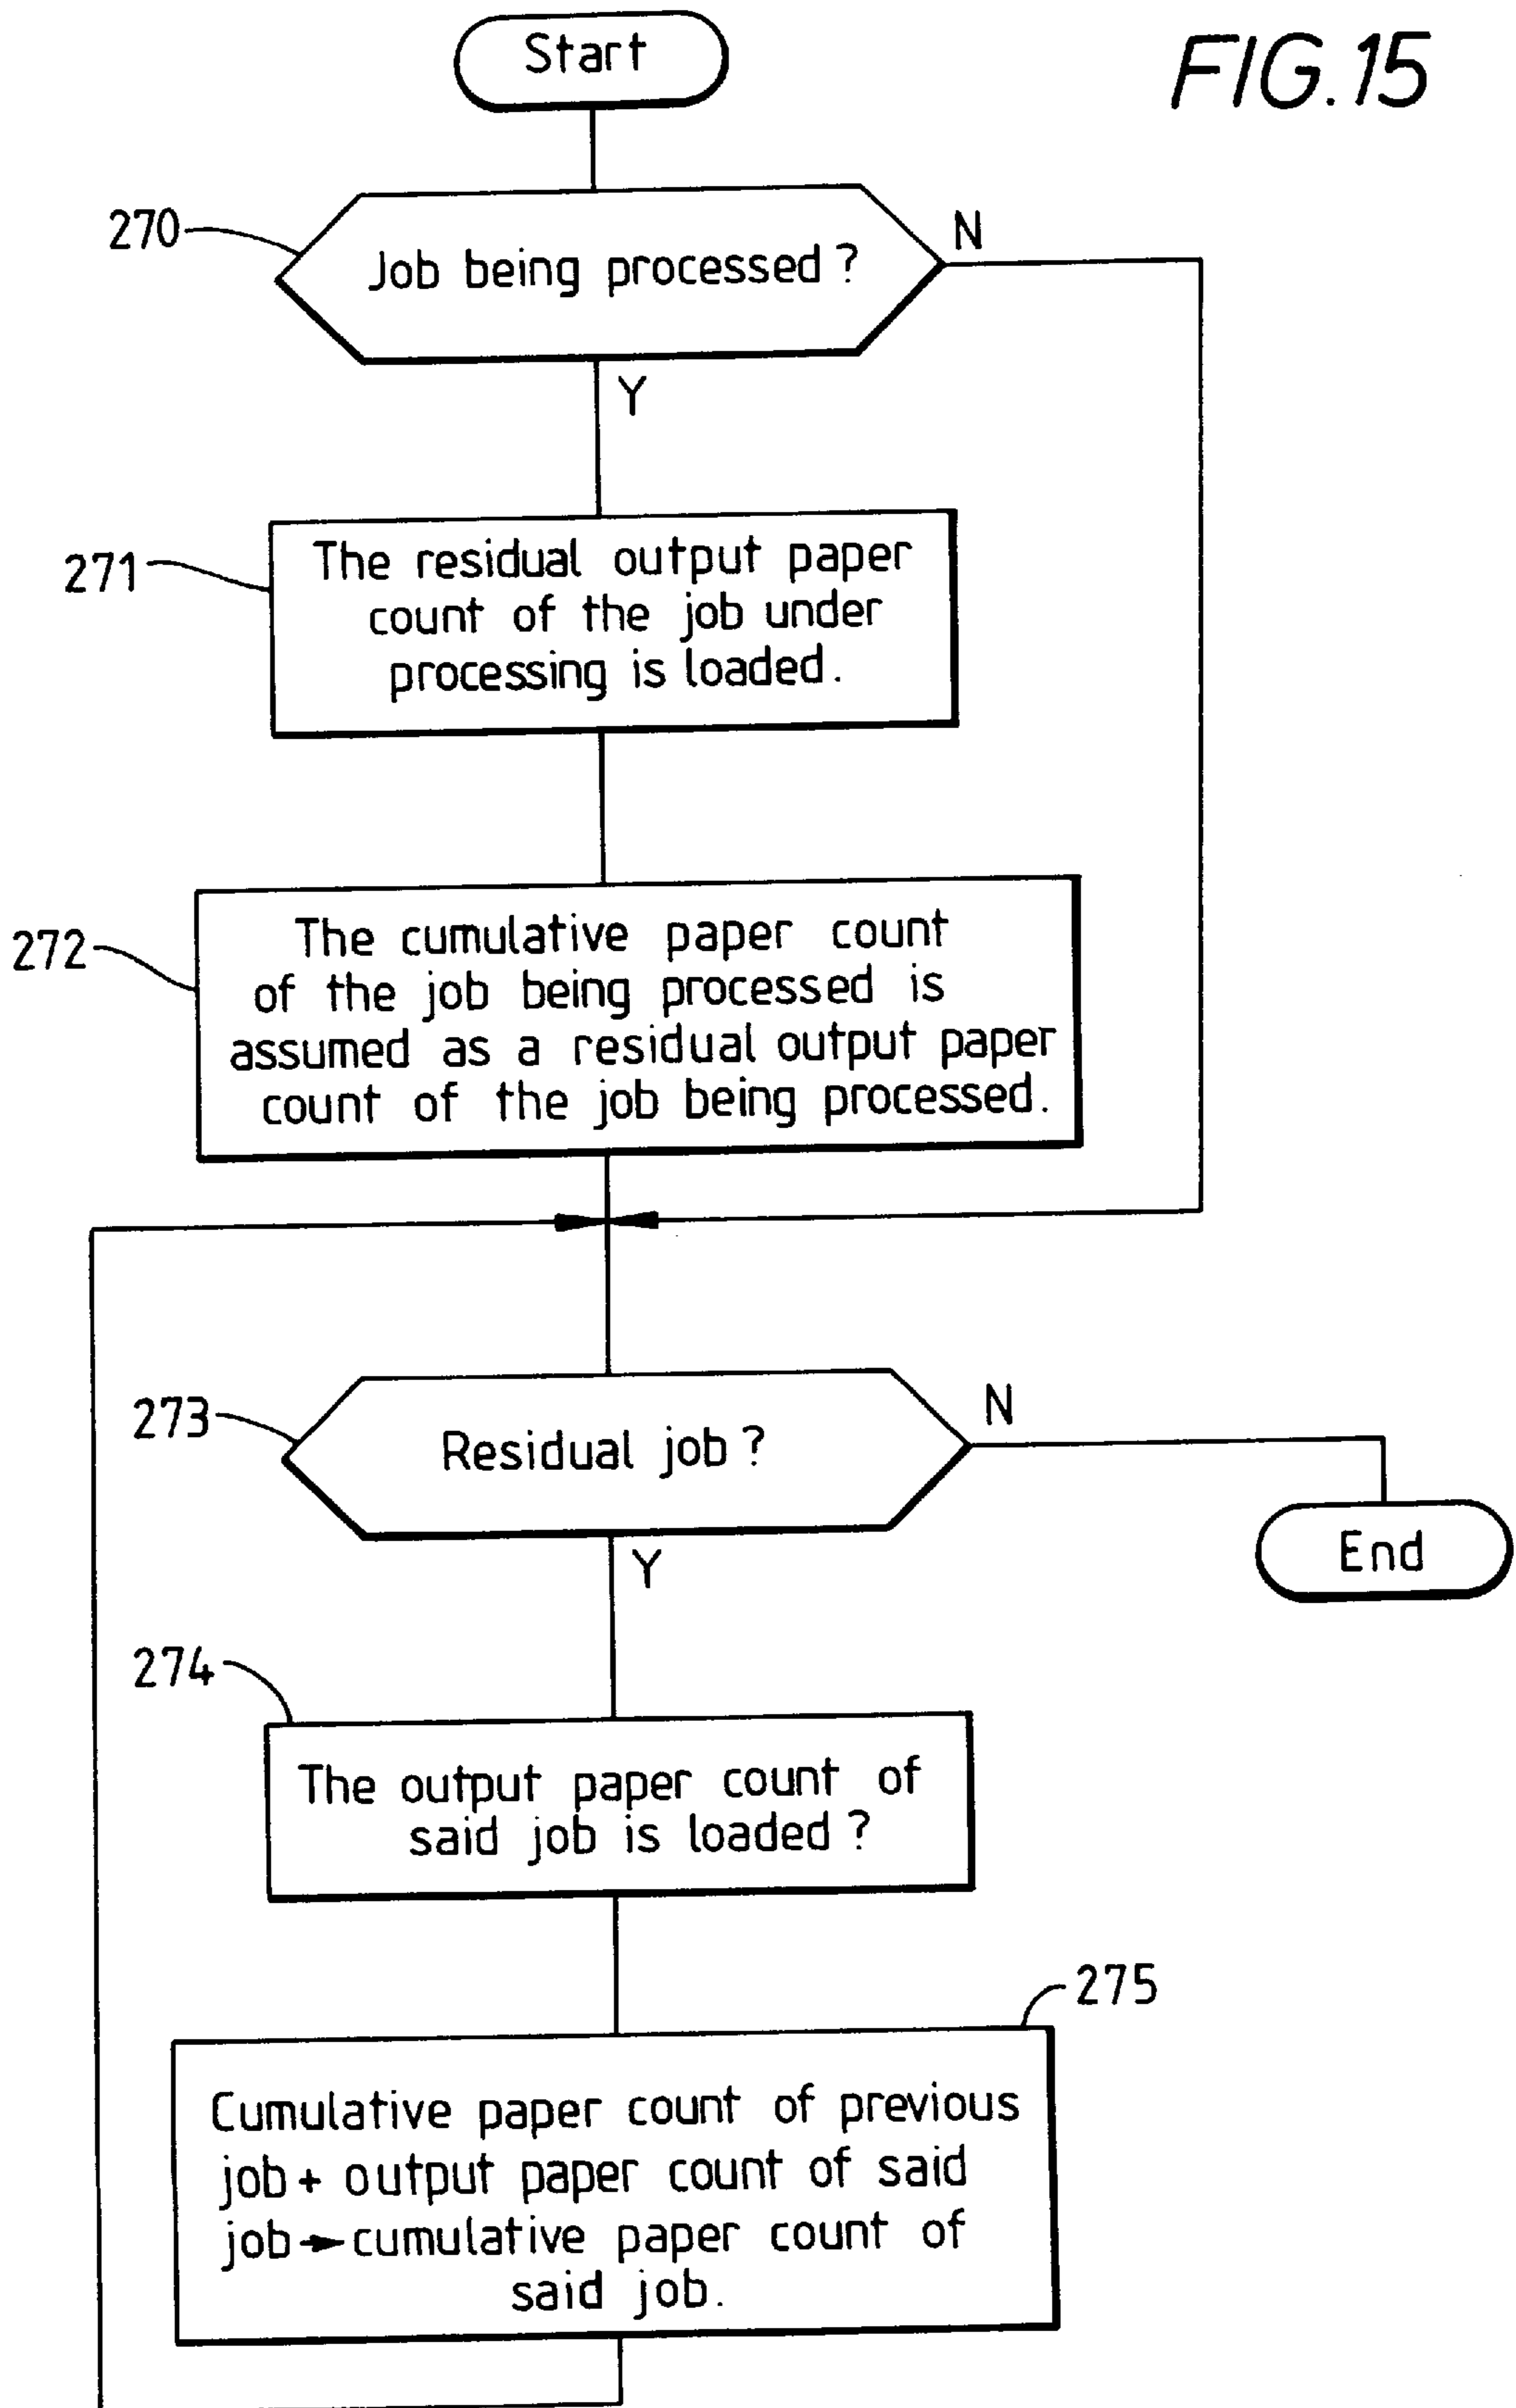 Start
FIG.15
270
Job being processed ?
N
Y
271
The residual output paper
count of the job under
processing is loaded.
272
The cumulative paper count
of the job being processed is
assumed as a residual output paper
count of the job being processed.
273
Residual job ?
N
End
Y
274
The output paper count of
said job is loaded ?
275
Cumulative paper count of previous
job + output paper count of said
job → cumulative paper count of
said job.